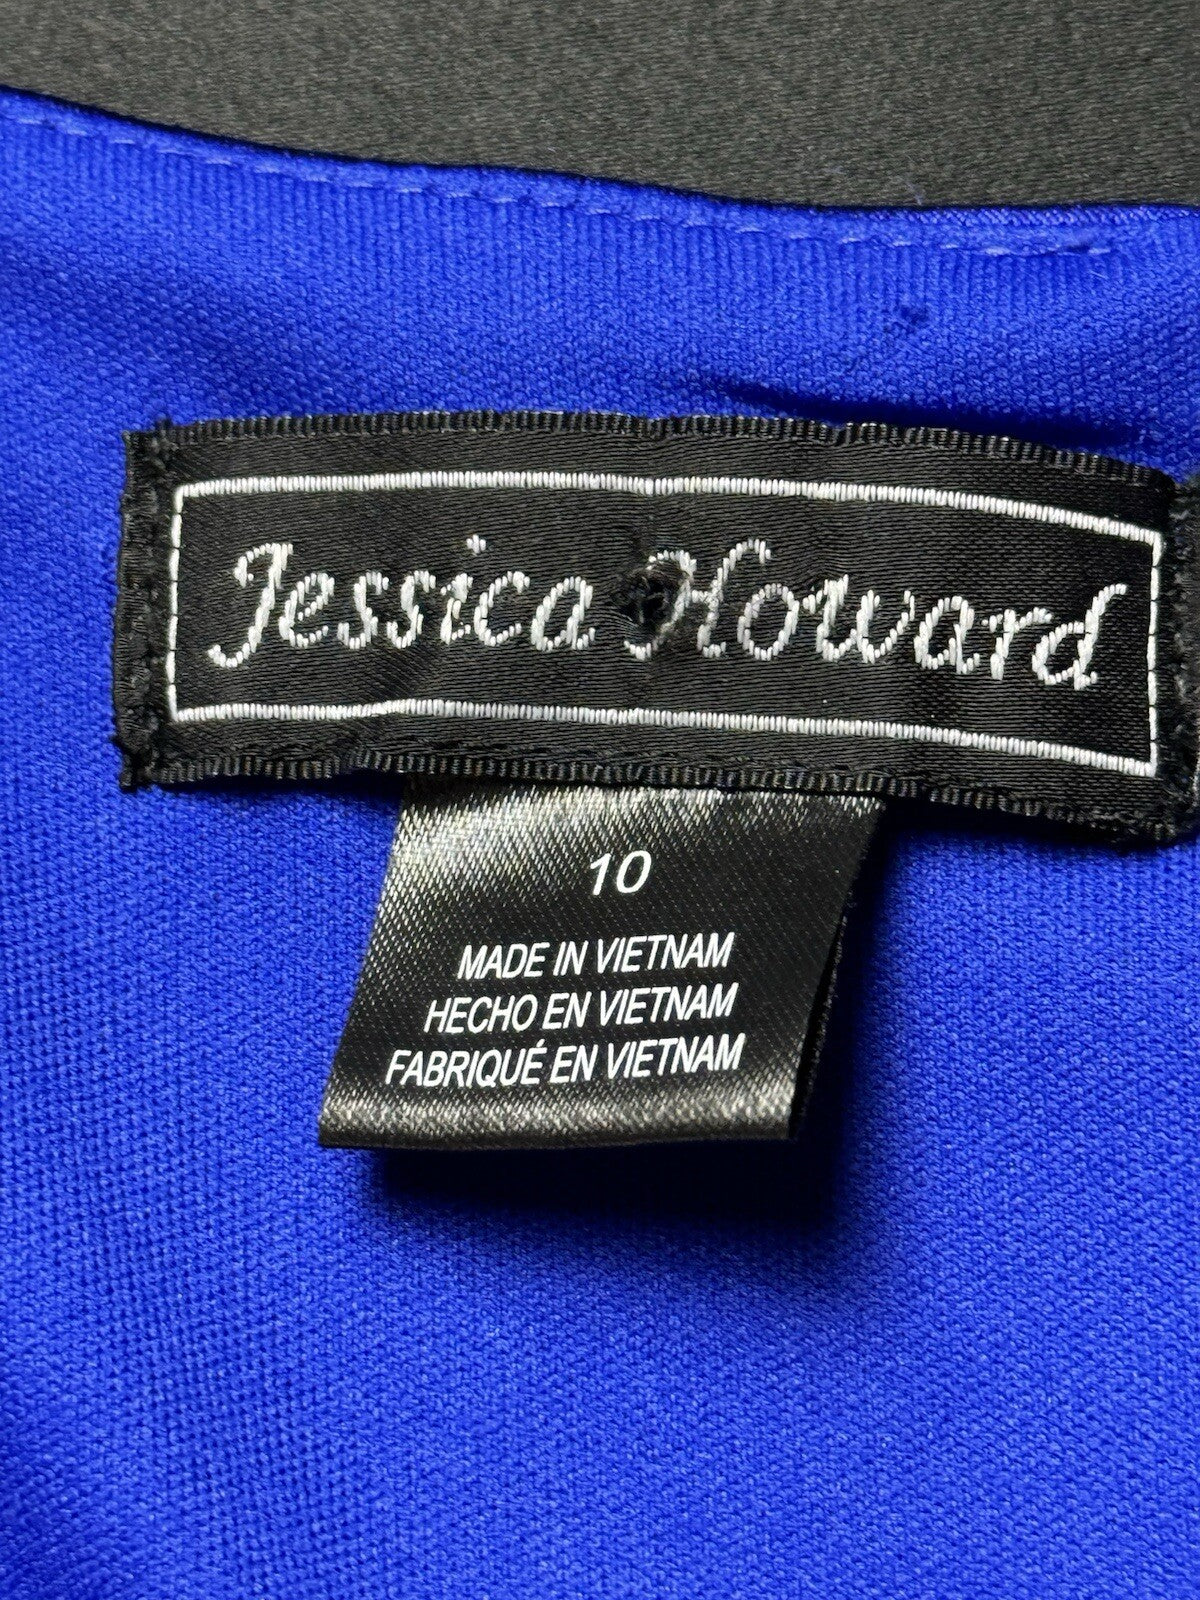 Jessica Howard
10
MADE IN VIETNAM
HECHO EN VIETNAM
FABRIQUÉ EN VIETNAM